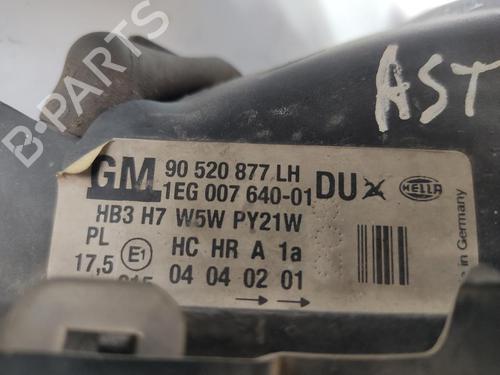 B-PARTS
AST
GM 90 520 877 LH
1EG 007 640-01 DU HELLA
HB3 H7 W5W PY21W
PL HC HR A 1a
17,5 E1 04 04 02 01
in Germany